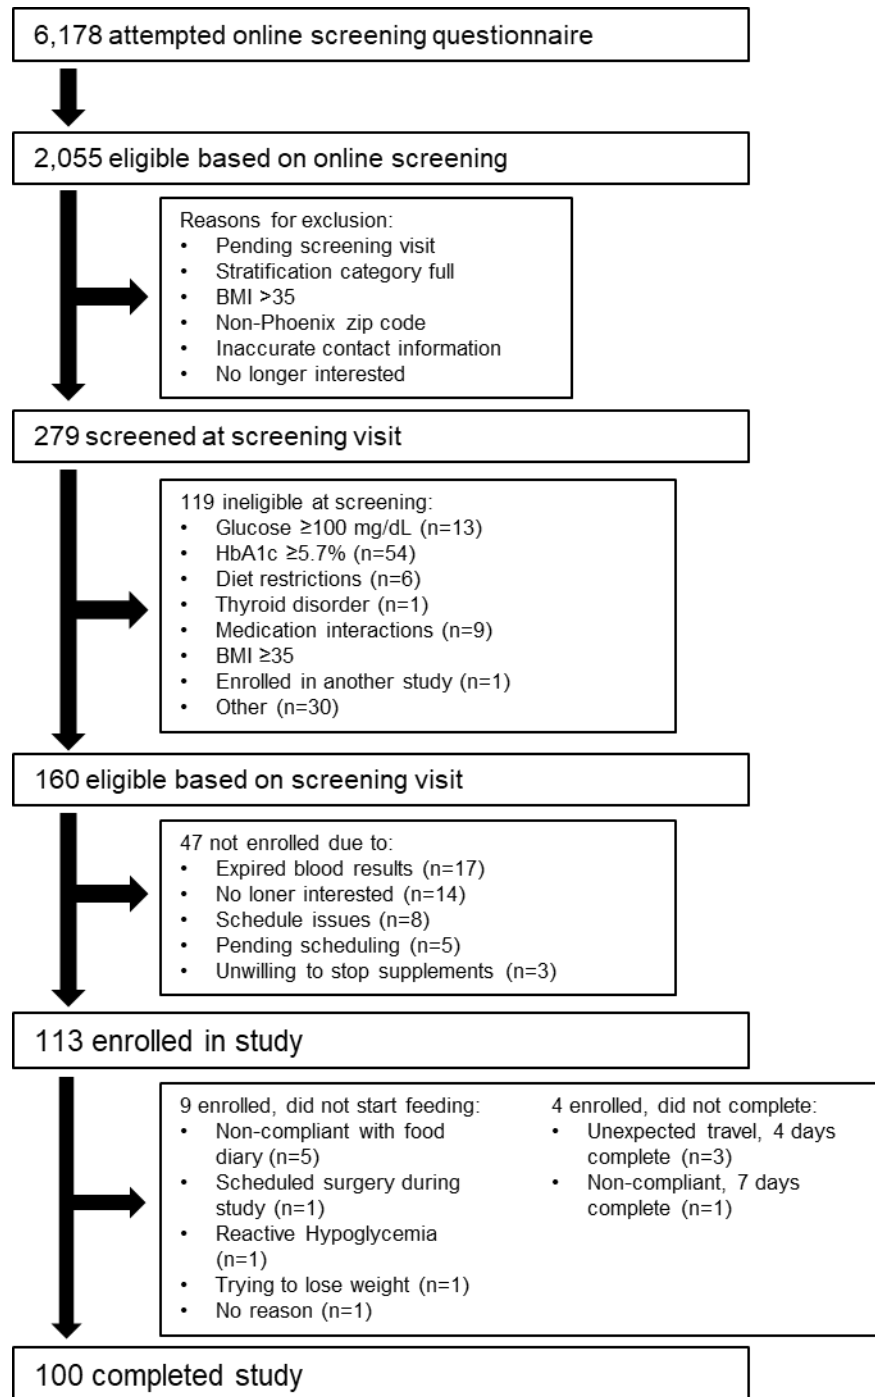 6,178 attempted online screening questionnaire
2,055 eligible based on online screening
Reasons for exclusion:
• Pending screening visit
• Stratification category full
• BMI >35
• Non-Phoenix zip code
• Inaccurate contact information
• No longer interested
279 screened at screening visit
119 ineligible at screening:
• Glucose ≥100 mg/dL (n=13)
• HbA1c ≥5.7% (n=54)
• Diet restrictions (n=6)
• Thyroid disorder (n=1)
• Medication interactions (n=9)
• BMI ≥35
• Enrolled in another study (n=1)
• Other (n=30)
160 eligible based on screening visit
47 not enrolled due to:
• Expired blood results (n=17)
• No loner interested (n=14)
• Schedule issues (n=8)
• Pending scheduling (n=5)
• Unwilling to stop supplements (n=3)
113 enrolled in study
9 enrolled, did not start feeding:
• Non-compliant with food
diary (n=5)
• Scheduled surgery during
study (n=1)
• Reactive Hypoglycemia
(n=1)
• Trying to lose weight (n=1)
• No reason (n=1)
4 enrolled, did not complete:
• Unexpected travel, 4 days
complete (n=3)
• Non-compliant, 7 days
complete (n=1)
100 completed study